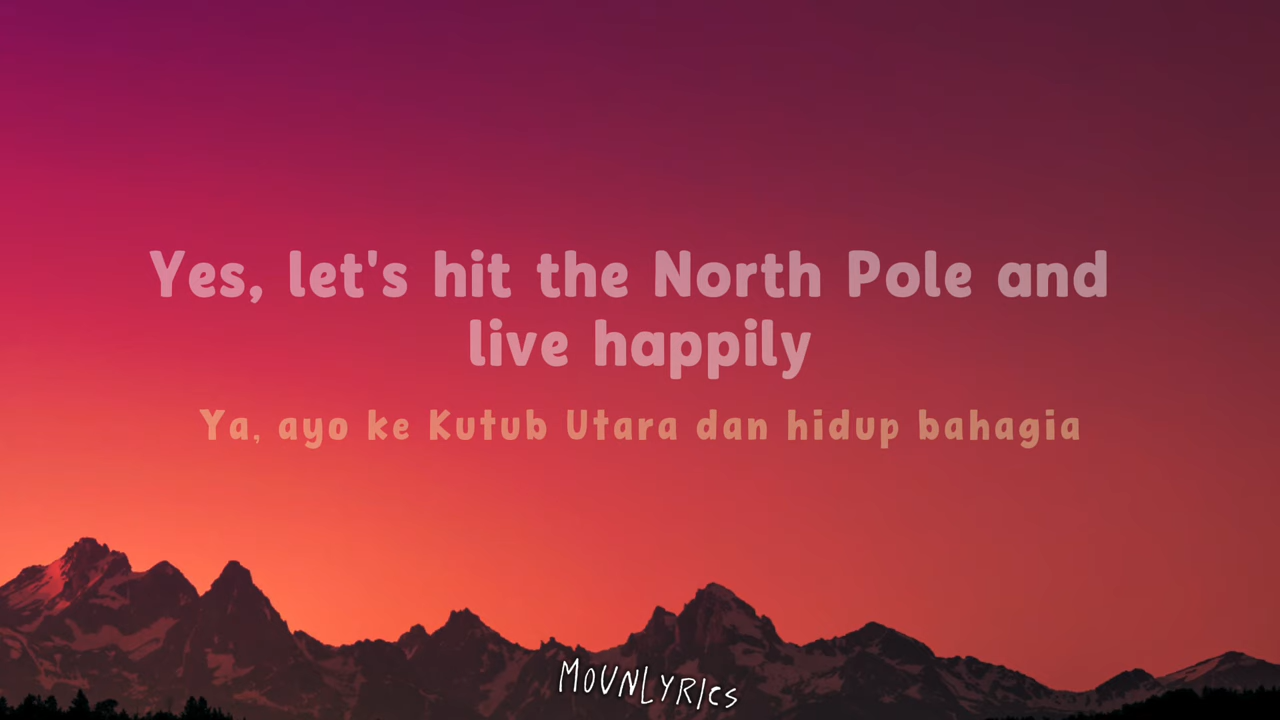 Yes, let's hit the North Pole and
live happily
Ya, ayo ke Kutub Utara dan hidup bahagia
MOUNLYRIcs